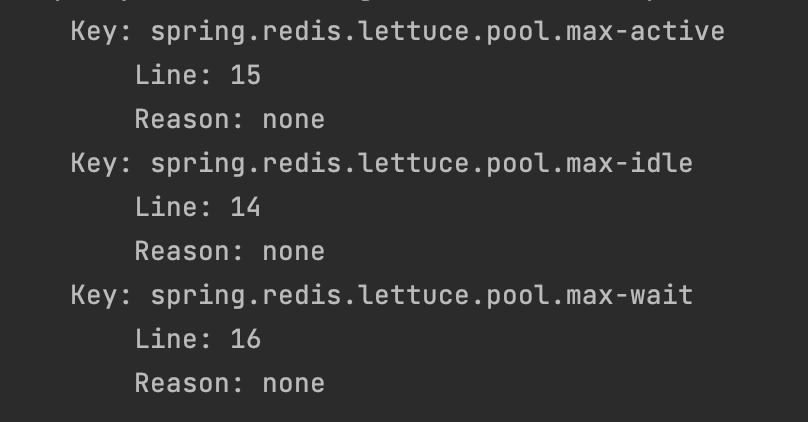 Key: spring.redis.lettuce.pool.max-active
Line: 15
Reason: none
Key: spring.redis.lettuce.pool.max-idle
Line: 14
Reason: none
Key: spring.redis.lettuce.pool.max-wait
Line: 16
Reason: none